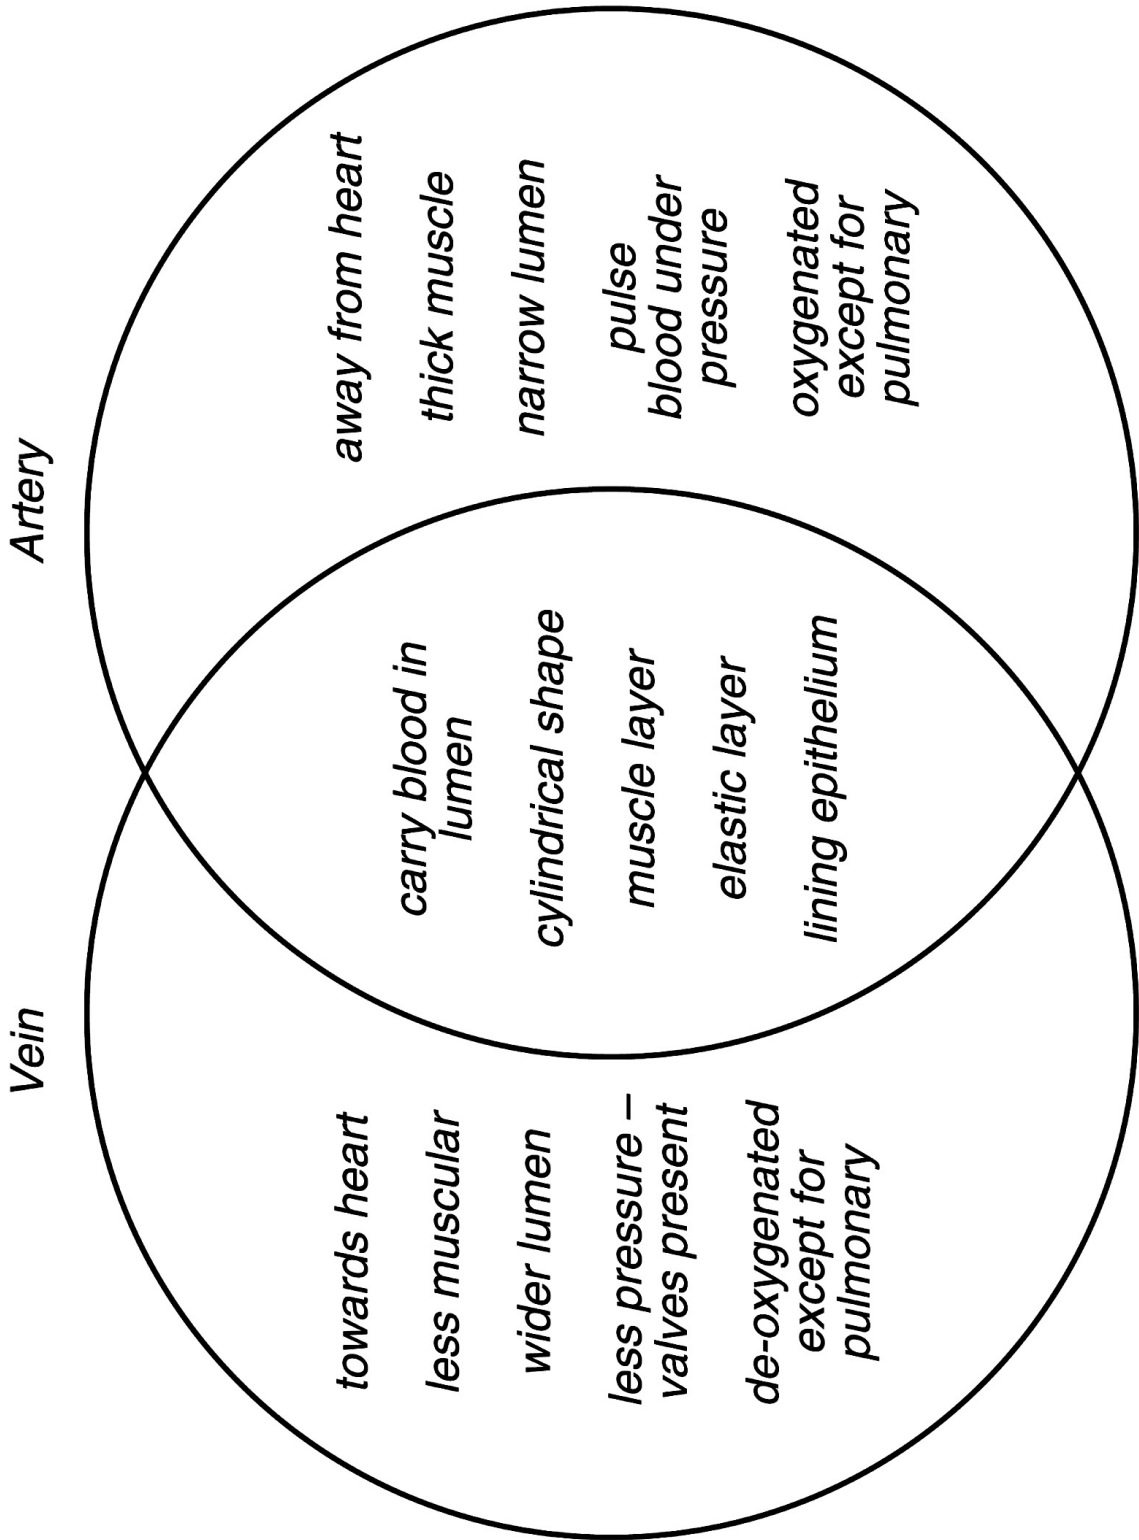 Vein
Artery
towards heart
less muscular
wider lumen
less pressure –
valves present
de-oxygenated
except for
pulmonary
carry blood in
lumen
cylindrical shape
muscle layer
elastic layer
lining epithelium
away from heart
thick muscle
narrow lumen
pulse
blood under
pressure
oxygenated
except for
pulmonary